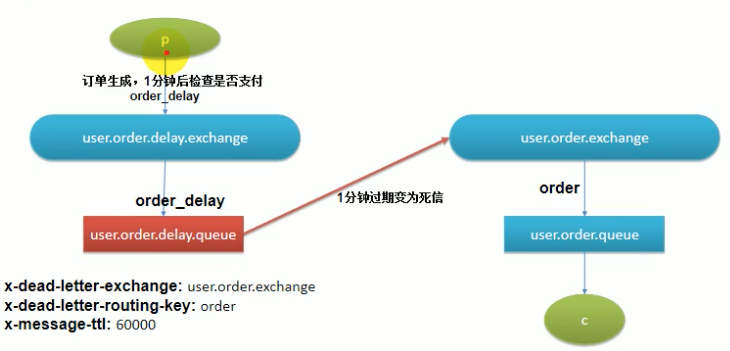 p
订单生成，1分钟后检查是否支付
order_delay
user.order.delay.exchange
user.order.exchange
order_delay
1分钟过期变为死信
order
user.order.delay.queue
user.order.queue
x-dead-letter-exchange: user.order.exchange
x-dead-letter-routing-key: order
x-message-ttl: 60000
c